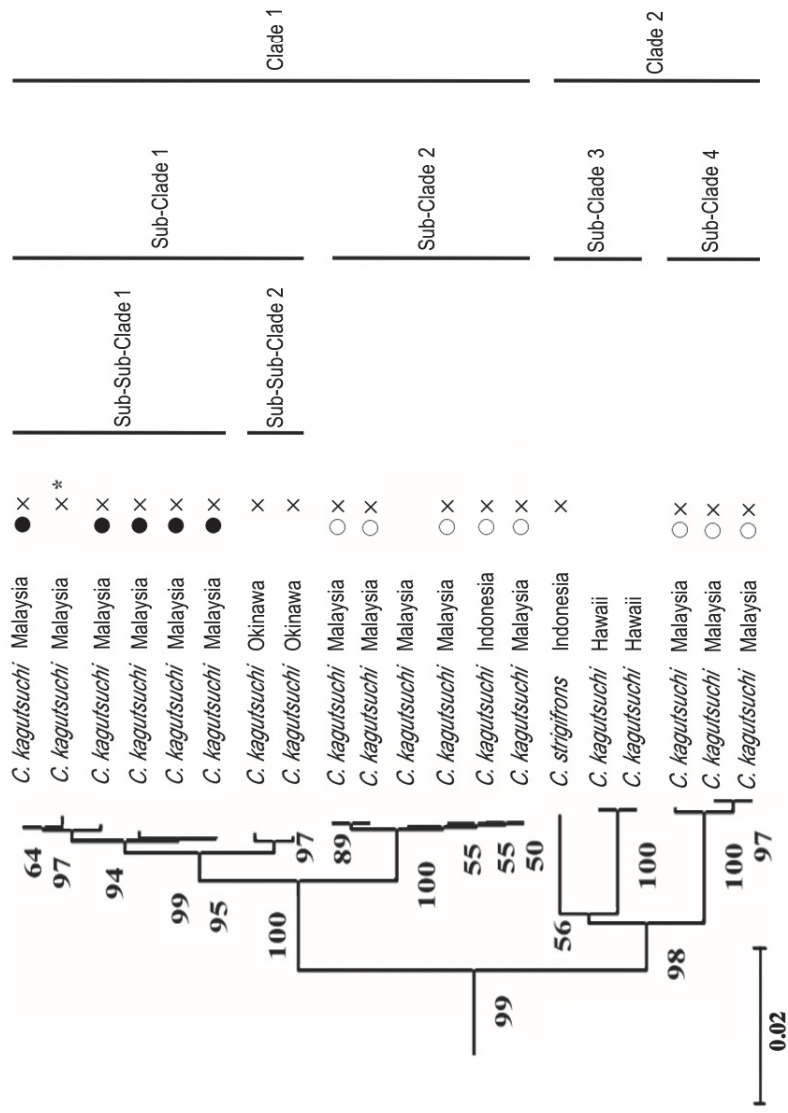 Clade 1
Clade 2
Sub-Clade 1
Sub-Clade 2
Sub-Clade 3
Sub-Clade 4
Sub-Sub-Clade 1
Sub-Sub-Clade 2
C. kagutsuchi Malaysia ● ×
C. kagutsuchi Malaysia × *
C. kagutsuchi Malaysia ● ×
C. kagutsuchi Malaysia ● ×
C. kagutsuchi Malaysia ● ×
C. kagutsuchi Malaysia ● ×
C. kagutsuchi Okinawa ×
C. kagutsuchi Okinawa ×
C. kagutsuchi Malaysia ○ ×
C. kagutsuchi Malaysia ○ ×
C. kagutsuchi Malaysia
C. kagutsuchi Malaysia ○ ×
C. kagutsuchi Indonesia ○ ×
C. kagutsuchi Malaysia ○ ×
C. strigifrons Indonesia ×
C. kagutsuchi Hawaii
C. kagutsuchi Hawaii
C. kagutsuchi Malaysia ○ ×
C. kagutsuchi Malaysia ○ ×
C. kagutsuchi Malaysia ○ ×
64
97
94
99
95
97
100
89
100
55
55
50
99
56
100
98
100
97
0.02